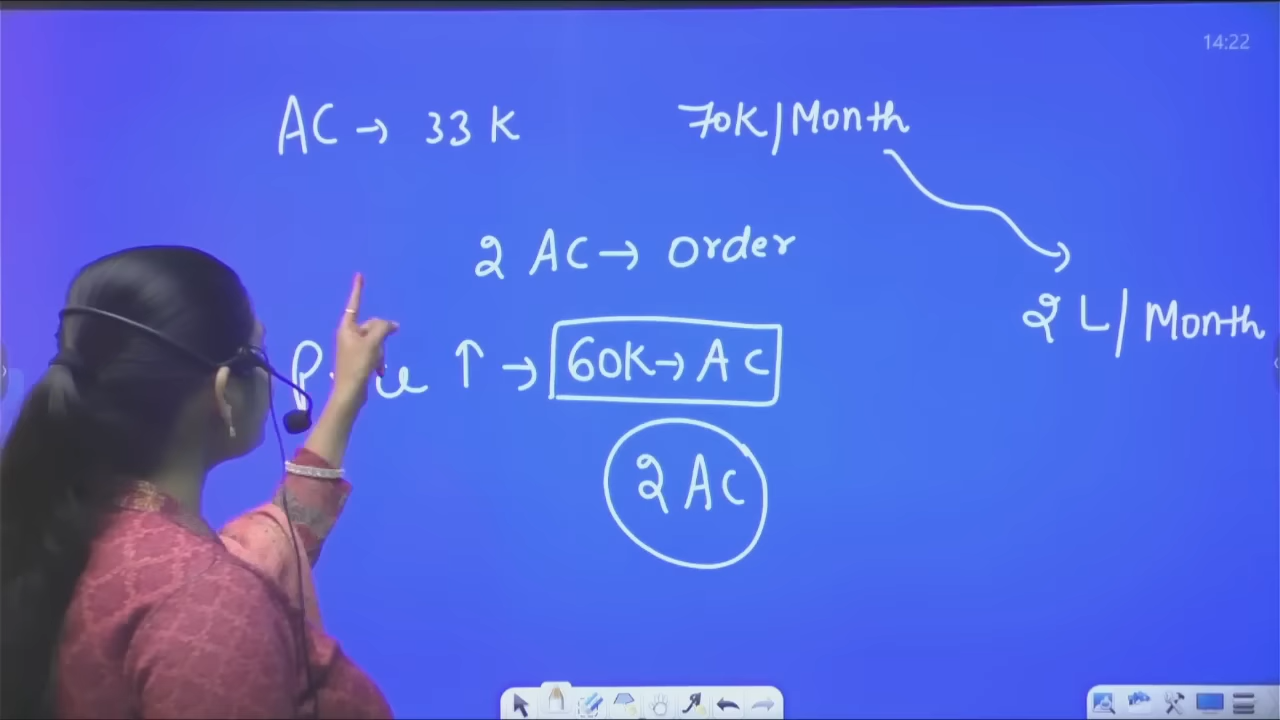 14:22
AC → 33 K
70K/Month
2 AC → order
2 L/Month
↑ → 60K → AC
2 AC